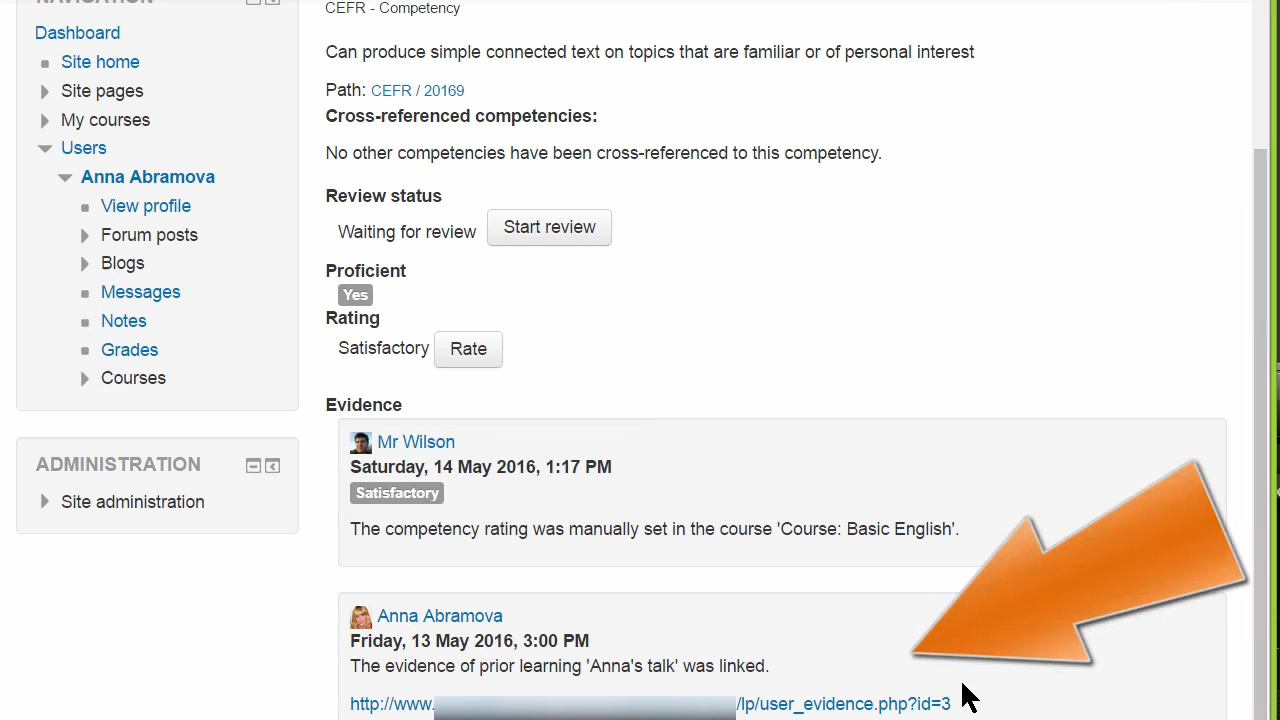 NAVIGATION
Dashboard
Site home
Site pages
My courses
Users
Anna Abramova
View profile
Forum posts
Blogs
Messages
Notes
Grades
Courses
ADMINISTRATION
Site administration
CEFR - Competency
Can produce simple connected text on topics that are familiar or of personal interest
Path: CEFR / 20169
Cross-referenced competencies:
No other competencies have been cross-referenced to this competency.
Review status
Waiting for review Start review
Proficient
Yes
Rating
Satisfactory Rate
Evidence
Mr Wilson
Saturday, 14 May 2016, 1:17 PM
Satisfactory
The competency rating was manually set in the course 'Course: Basic English'.
Anna Abramova
Friday, 13 May 2016, 3:00 PM
The evidence of prior learning 'Anna's talk' was linked.
http://www. /lp/user_evidence.php?id=3